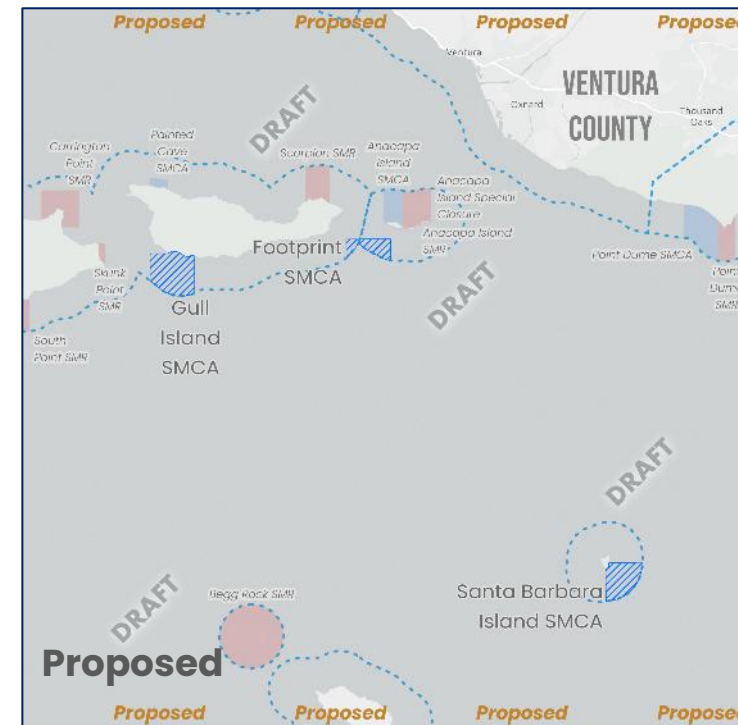 Proposed Proposed Proposed Propose
Ventura
VENTURA
COUNTY
Oxnard
Thousand
Oaks
DRAFT
Carrington
Point
SMR
Painted
Cave
SMCA
Scorpion SMR
Anacapa
Island
SMCA
Anacapa
Island Special
Closure
Anacapa Island
SMR
Footprint
SMCA
Point Dume SMCA
Point
Dume
SMR
Skunk
Point
SMR
Gull
Island
SMCA
South
Point SMR
DRAFT
DRAFT
Santa Barbara
Island SMCA
DRAFT
Begg Rock SMR
Proposed
Proposed Proposed Proposed Propose